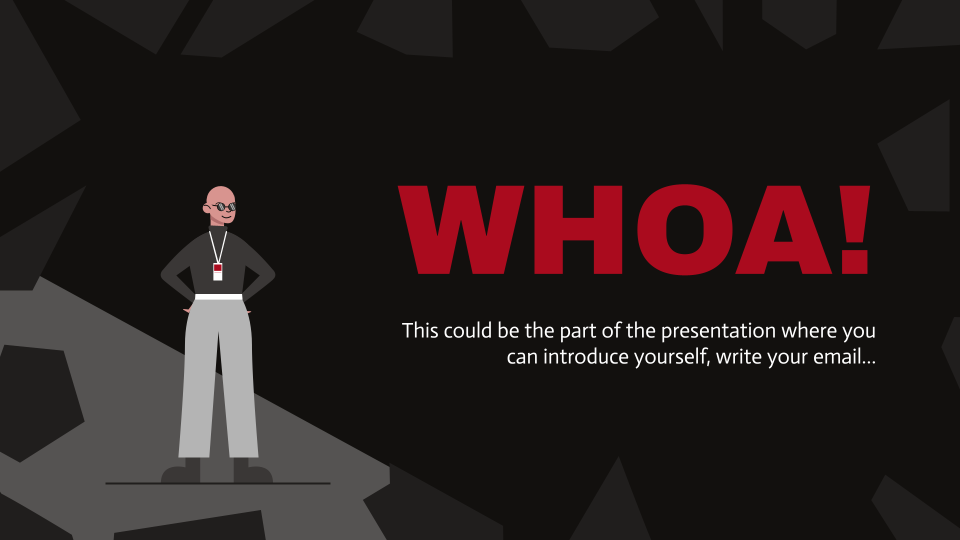 WHOA!
This could be the part of the presentation where you
can introduce yourself, write your email...